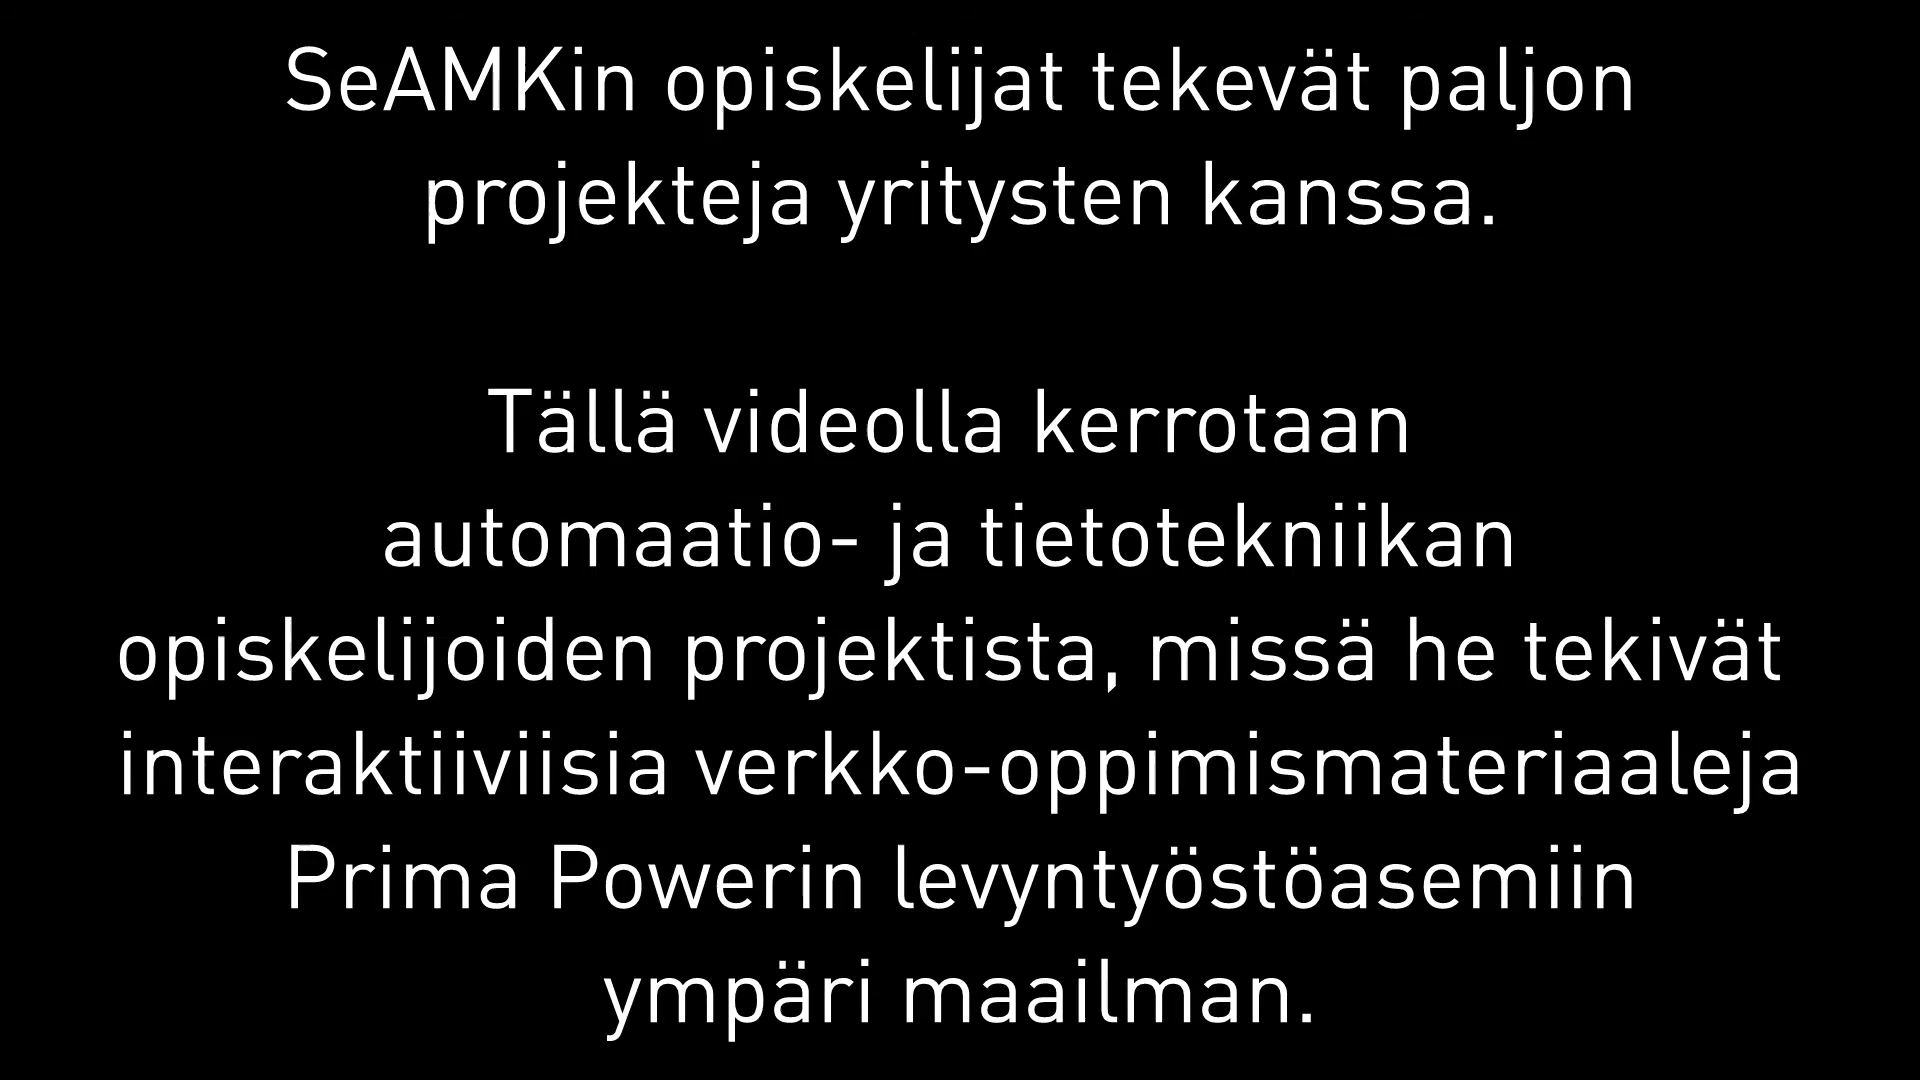 SeAMKin opiskelijat tekevät paljon
projekteja yritysten kanssa.
Tällä videolla kerrotaan
automaatio- ja tietotekniikan
opiskelijoiden projektista, missä he tekivät
interaktiiviisia verkko-oppimismateriaaleja
Prima Powerin levyntyöstöasemiin
ympäri maailman.